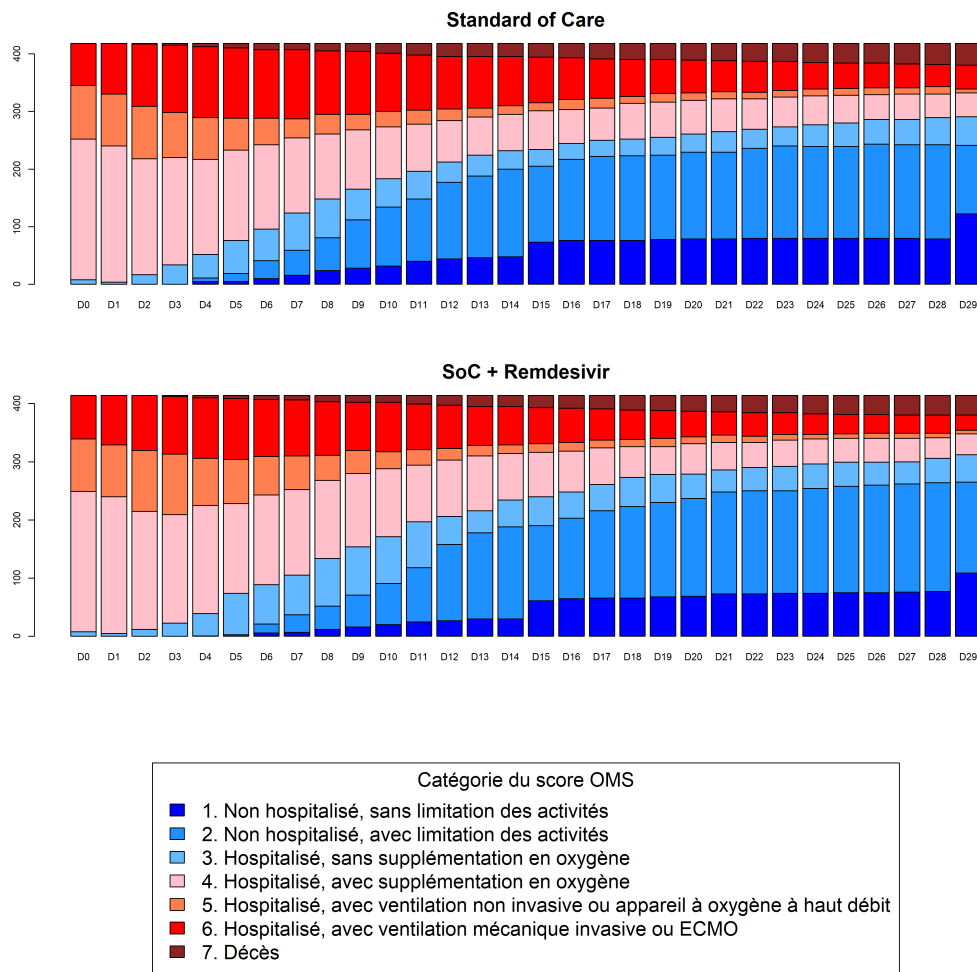 Standard of Care
400
300
200
100
0
D0 D1 D2 D3 D4 D5 D6 D7 D8 D9 D10 D11 D12 D13 D14 D15 D16 D17 D18 D19 D20 D21 D22 D23 D24 D25 D26 D27 D28 D29
SoC + Remdesivir
400
300
200
100
0
D0 D1 D2 D3 D4 D5 D6 D7 D8 D9 D10 D11 D12 D13 D14 D15 D16 D17 D18 D19 D20 D21 D22 D23 D24 D25 D26 D27 D28 D29
Catégorie du score OMS
1. Non hospitalisé, sans limitation des activités
2. Non hospitalisé, avec limitation des activités
3. Hospitalisé, sans supplémentation en oxygène
4. Hospitalisé, avec supplémentation en oxygène
5. Hospitalisé, avec ventilation non invasive ou appareil à oxygène à haut débit
6. Hospitalisé, avec ventilation mécanique invasive ou ECMO
7. Décès